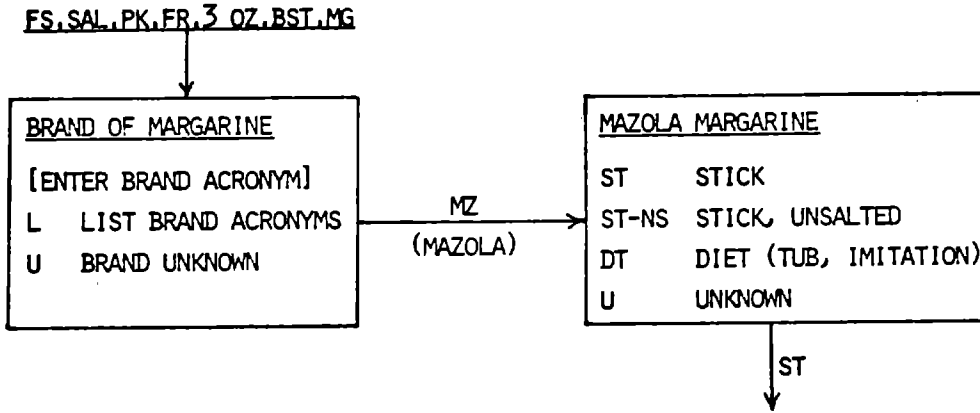 FS.SAL.PK.FR.3 OZ.BST.MG
BRAND OF MARGARINE
[ENTER BRAND ACRONYM]
L LIST BRAND ACRONYMS
U BRAND UNKNOWN
MZ
(MAZOLA)
MAZOLA MARGARINE
ST STICK
ST-NS STICK, UNSALTED
DT DIET (TUB, IMITATION)
U UNKNOWN
ST